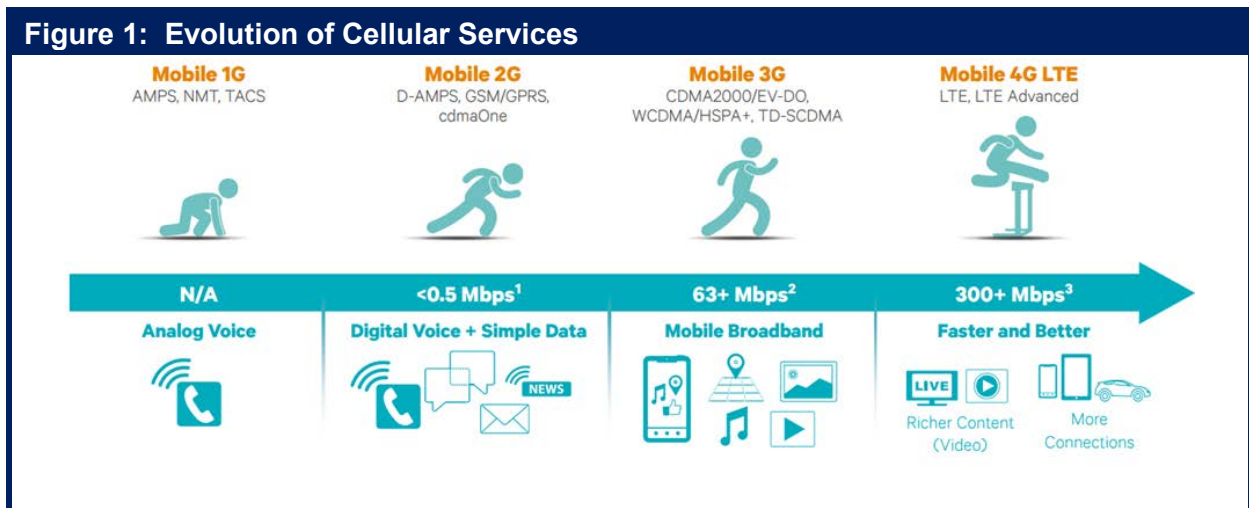 Figure 1: Evolution of Cellular Services
Mobile 1G
AMPS, NMT, TACS
Mobile 2G
D-AMPS, GSM/GPRS,
cdmaOne
Mobile 3G
CDMA2000/EV-DO,
WCDMA/HSPA+, TD-SCDMA
Mobile 4G LTE
LTE, LTE Advanced
N/A
<0.5 Mbps¹
63+ Mbps²
300+ Mbps³
Analog Voice
Digital Voice + Simple Data
NEWS
Mobile Broadband
Faster and Better
LIVE
Richer Content
(Video)
More
Connections